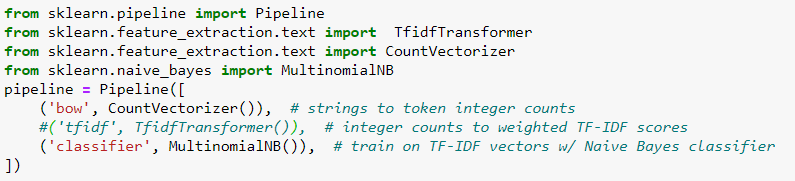 from sklearn.pipeline import Pipeline
from sklearn.feature_extraction.text import  TfidfTransformer
from sklearn.feature_extraction.text import CountVectorizer
from sklearn.naive_bayes import MultinomialNB
pipeline = Pipeline([
    ('bow', CountVectorizer()),  # strings to token integer counts
    #('tfidf', TfidfTransformer()),  # integer counts to weighted TF-IDF scores
    ('classifier', MultinomialNB()),  # train on TF-IDF vectors w/ Naive Bayes classifier
])